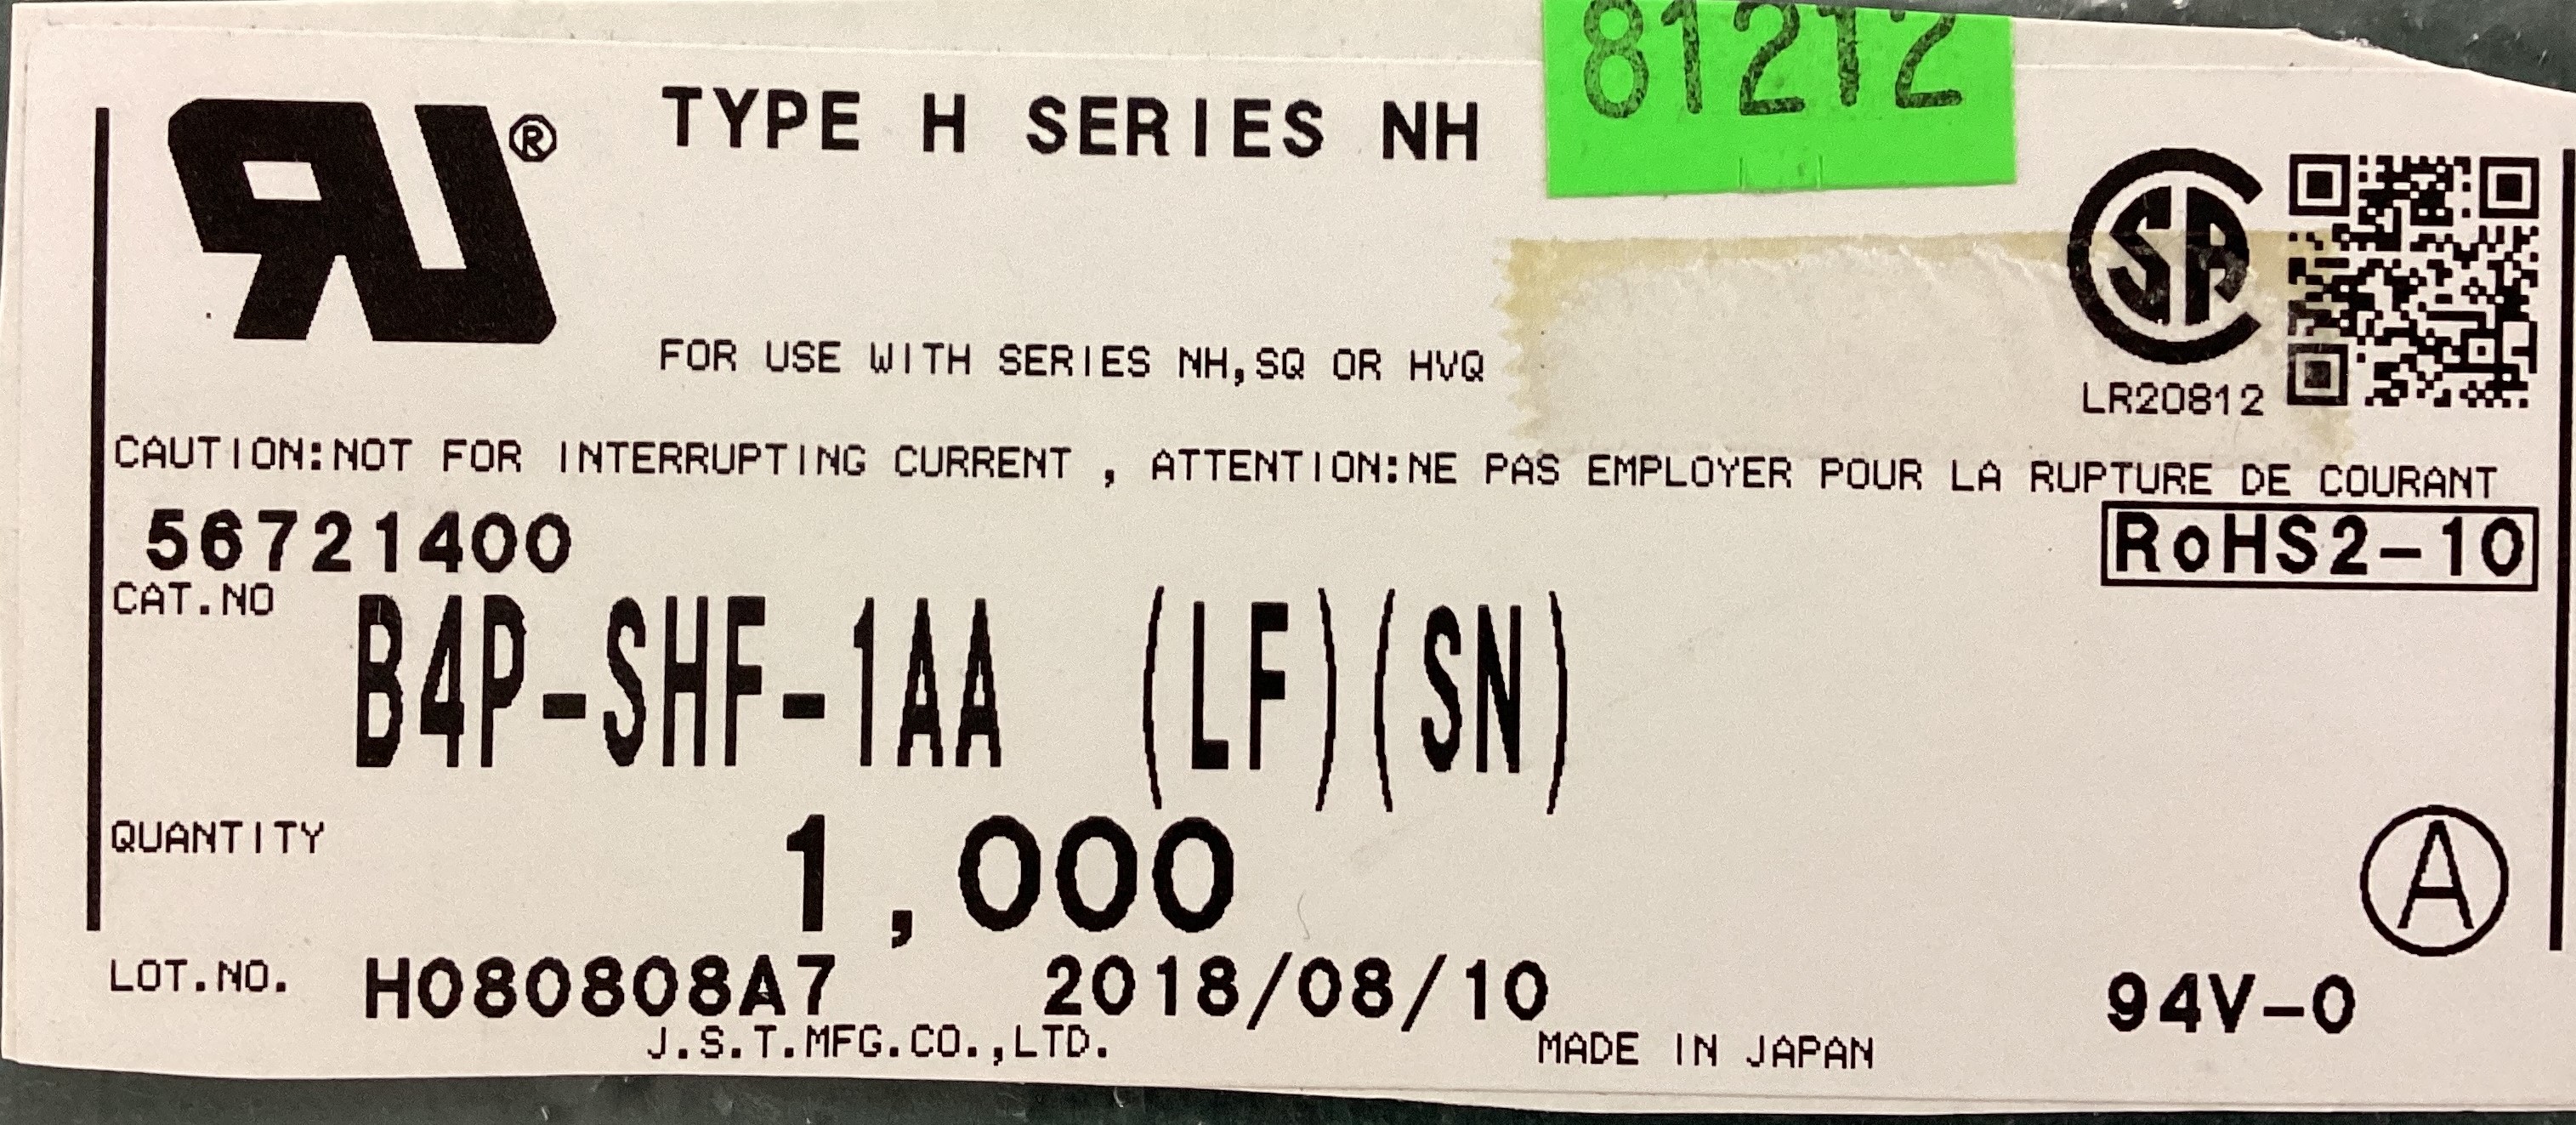 81212
TYPE H SERIES NH
FOR USE WITH SERIES NH,SQ OR HVQ
LR20812
CAUTION:NOT FOR INTERRUPTING CURRENT , ATTENTION:NE PAS EMPLOYER POUR LA RUPTURE DE COURANT
56721400
RoHS2-10
CAT.NO B4P-SHF-1AA (LF)(SN)
QUANTITY 1,000
A
LOT.NO. H080808A7 2018/08/10 94V-0
J.S.T.MFG.CO.,LTD. MADE IN JAPAN